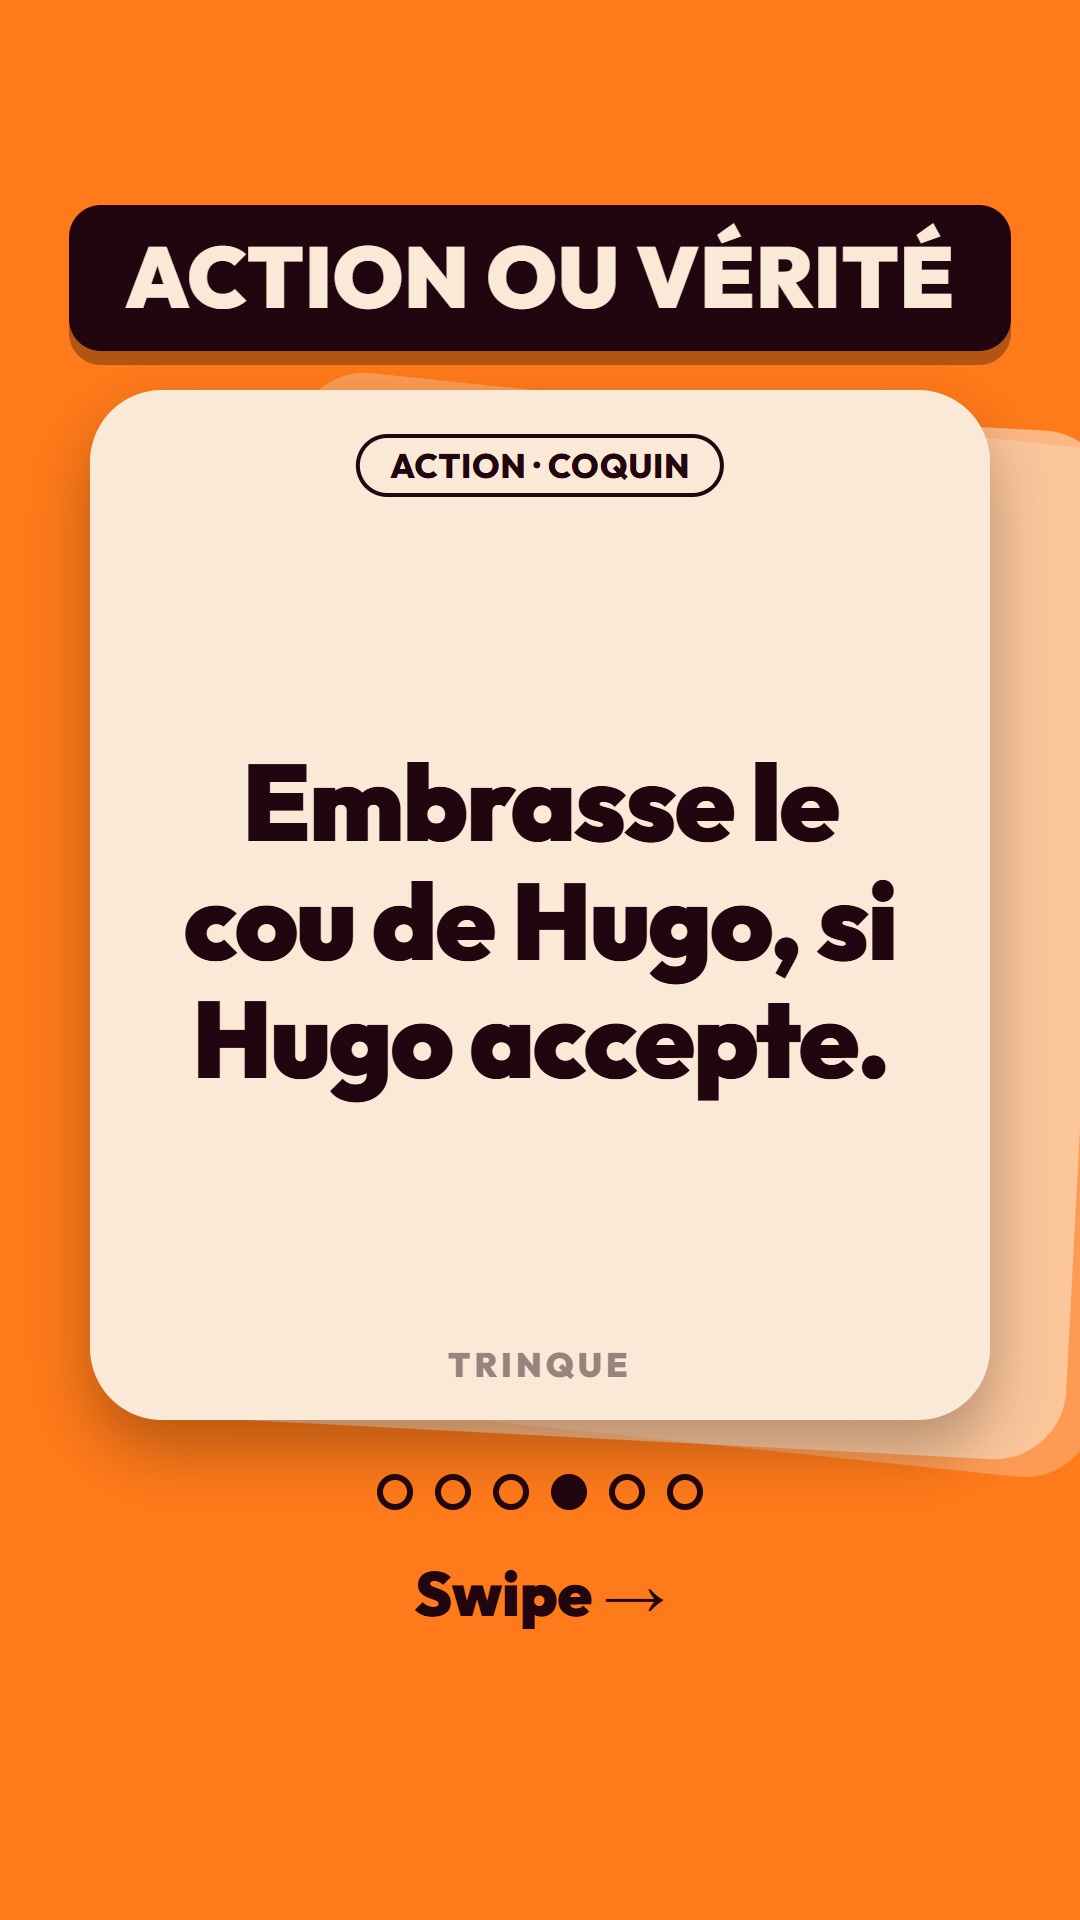 ACTION OU VÉRITÉ
ACTION · COQUIN
Embrasse le
cou de Hugo, si
Hugo accepte.
TRINQUE
Swipe →